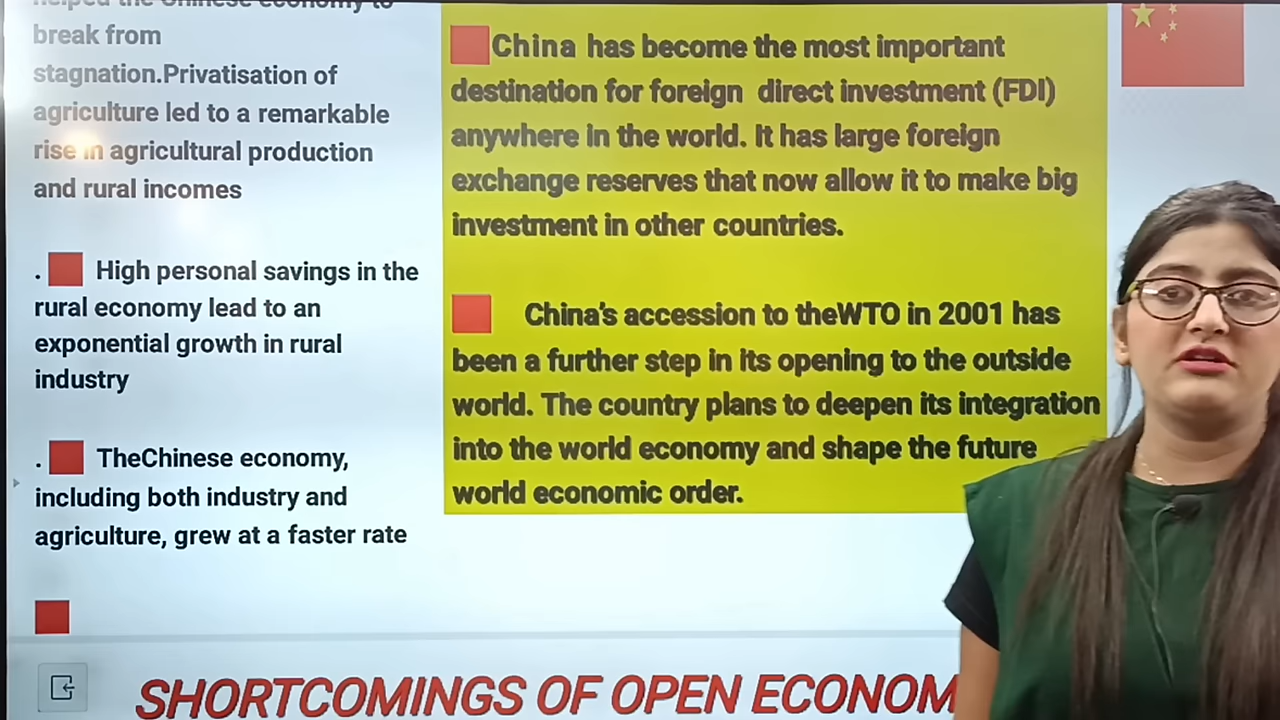 helped the Chinese economy to
break from
stagnation.Privatisation of
agriculture led to a remarkable
rise in agricultural production
and rural incomes
. High personal savings in the
rural economy lead to an
exponential growth in rural
industry
. TheChinese economy,
including both industry and
agriculture, grew at a faster rate
China has become the most important
destination for foreign direct investment (FDI)
anywhere in the world. It has large foreign
exchange reserves that now allow it to make big
investment in other countries.
China's accession to theWTO in 2001 has
been a further step in its opening to the outside
world. The country plans to deepen its integration
into the world economy and shape the future
world economic order.
SHORTCOMINGS OF OPEN ECONOM